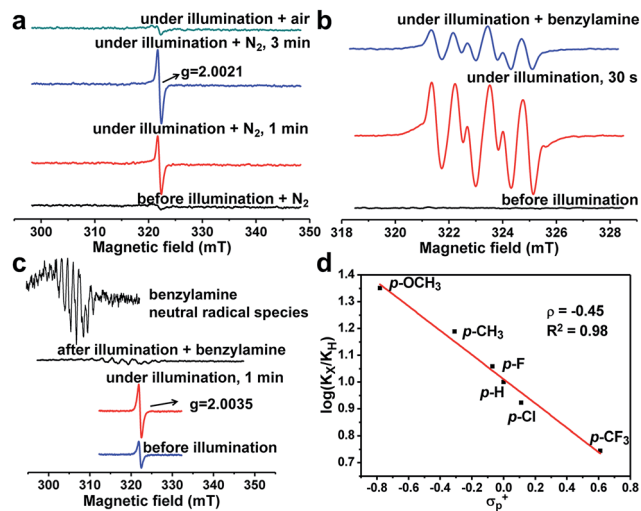 a
under illumination + air
under illumination + N2, 3 min
g=2.0021
under illumination + N2, 1 min
before illumination + N2
300 310 320 330 340 350
Magnetic field (mT)
b
under illumination + benzylamine
under illumination, 30 s
before illumination
318 320 322 324 326 328
Magnetic field (mT)
c
benzylamine
neutral radical species
after illumination + benzylamine
under illumination, 1 min
g=2.0035
before illumination
300 310 320 330 340 350
Magnetic field (mT)
d
log(KX/KH)
1.4
1.3
1.2
1.1
1.0
0.9
0.8
0.7
p-OCH3
p-CH3
p-F
p-H
p-Cl
p-CF3
ρ = -0.45
R2 = 0.98
-0.8 -0.6 -0.4 -0.2 0.0 0.2 0.4 0.6 0.8
σp+